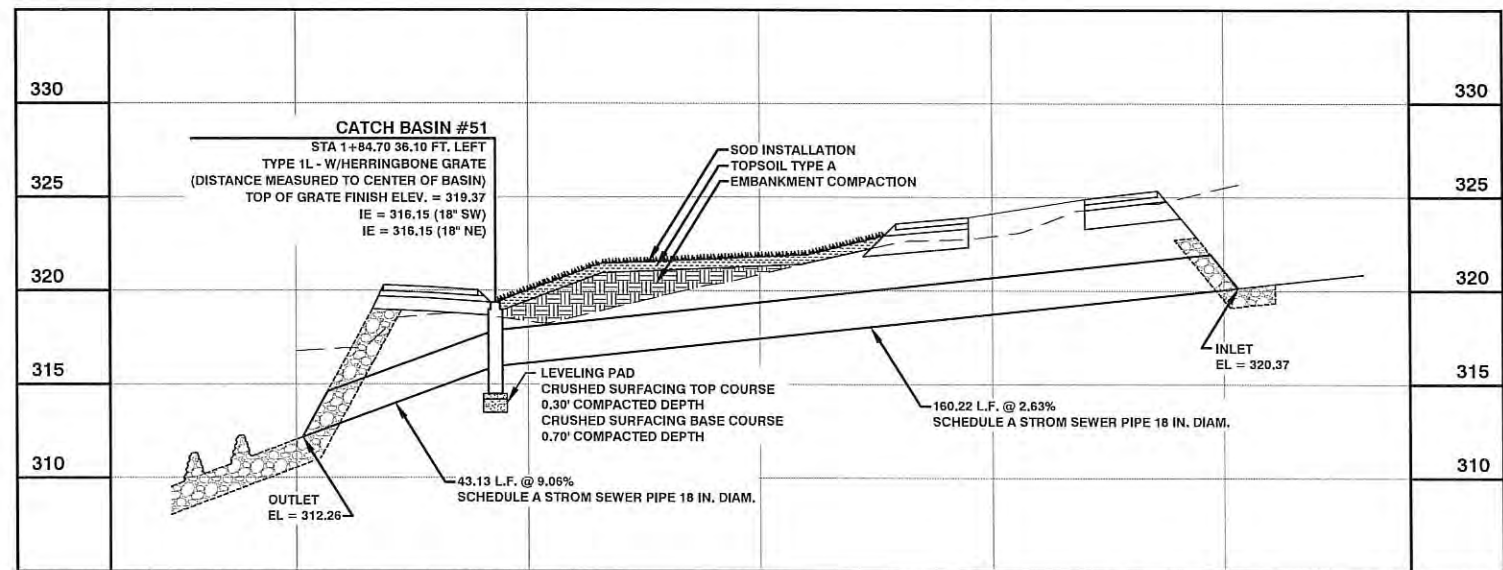 330
330
CATCH BASIN #51
STA 1+84.70 36.10 FT. LEFT
TYPE 1L - W/HERRINGBONE GRATE
(DISTANCE MEASURED TO CENTER OF BASIN)
TOP OF GRATE FINISH ELEV. = 319.37
IE = 316.15 (18" SW)
IE = 316.15 (18" NE)
SOD INSTALLATION
TOPSOIL TYPE A
EMBANKMENT COMPACTION
325
325
320
320
INLET
EL = 320.37
315
315
LEVELING PAD
CRUSHED SURFACING TOP COURSE
0.30' COMPACTED DEPTH
CRUSHED SURFACING BASE COURSE
0.70' COMPACTED DEPTH
160.22 L.F. @ 2.63%
SCHEDULE A STROM SEWER PIPE 18 IN. DIAM.
310
310
43.13 L.F. @ 9.06%
SCHEDULE A STROM SEWER PIPE 18 IN. DIAM.
OUTLET
EL = 312.26